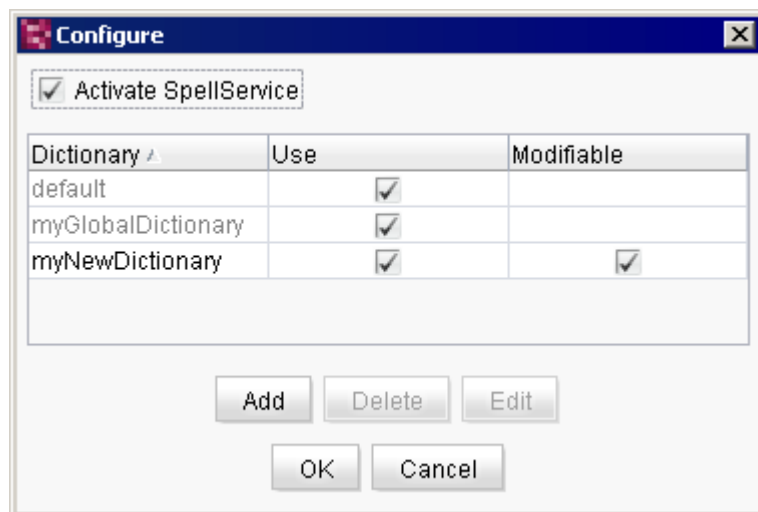 Configure
Activate SpellService
Dictionary Use Modifiable
default
myGlobalDictionary
myNewDictionary
Add Delete Edit
OK Cancel